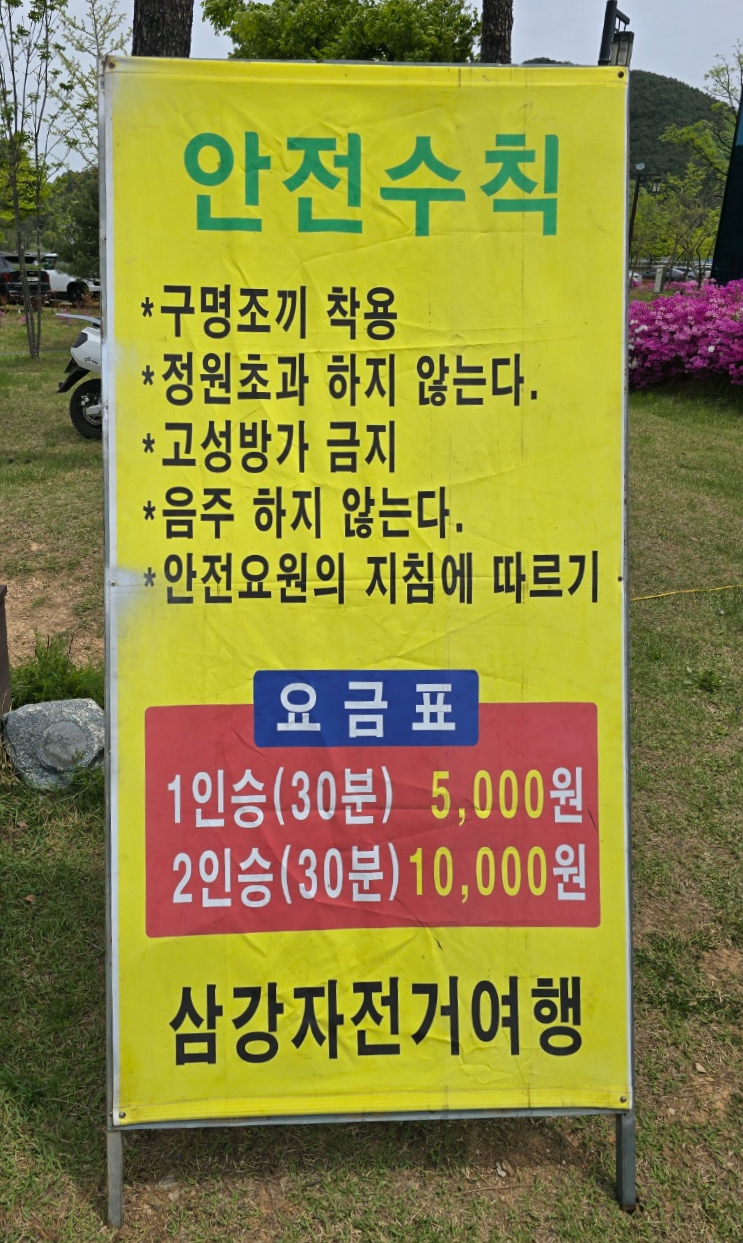 안전수칙
*구명조끼 착용
*정원초과 하지 않는다.
*고성방가 금지
*음주 하지 않는다.
*안전요원의 지침에 따르기
요금표
1인승(30분) 5,000원
2인승(30분) 10,000원
삼강자전거여행